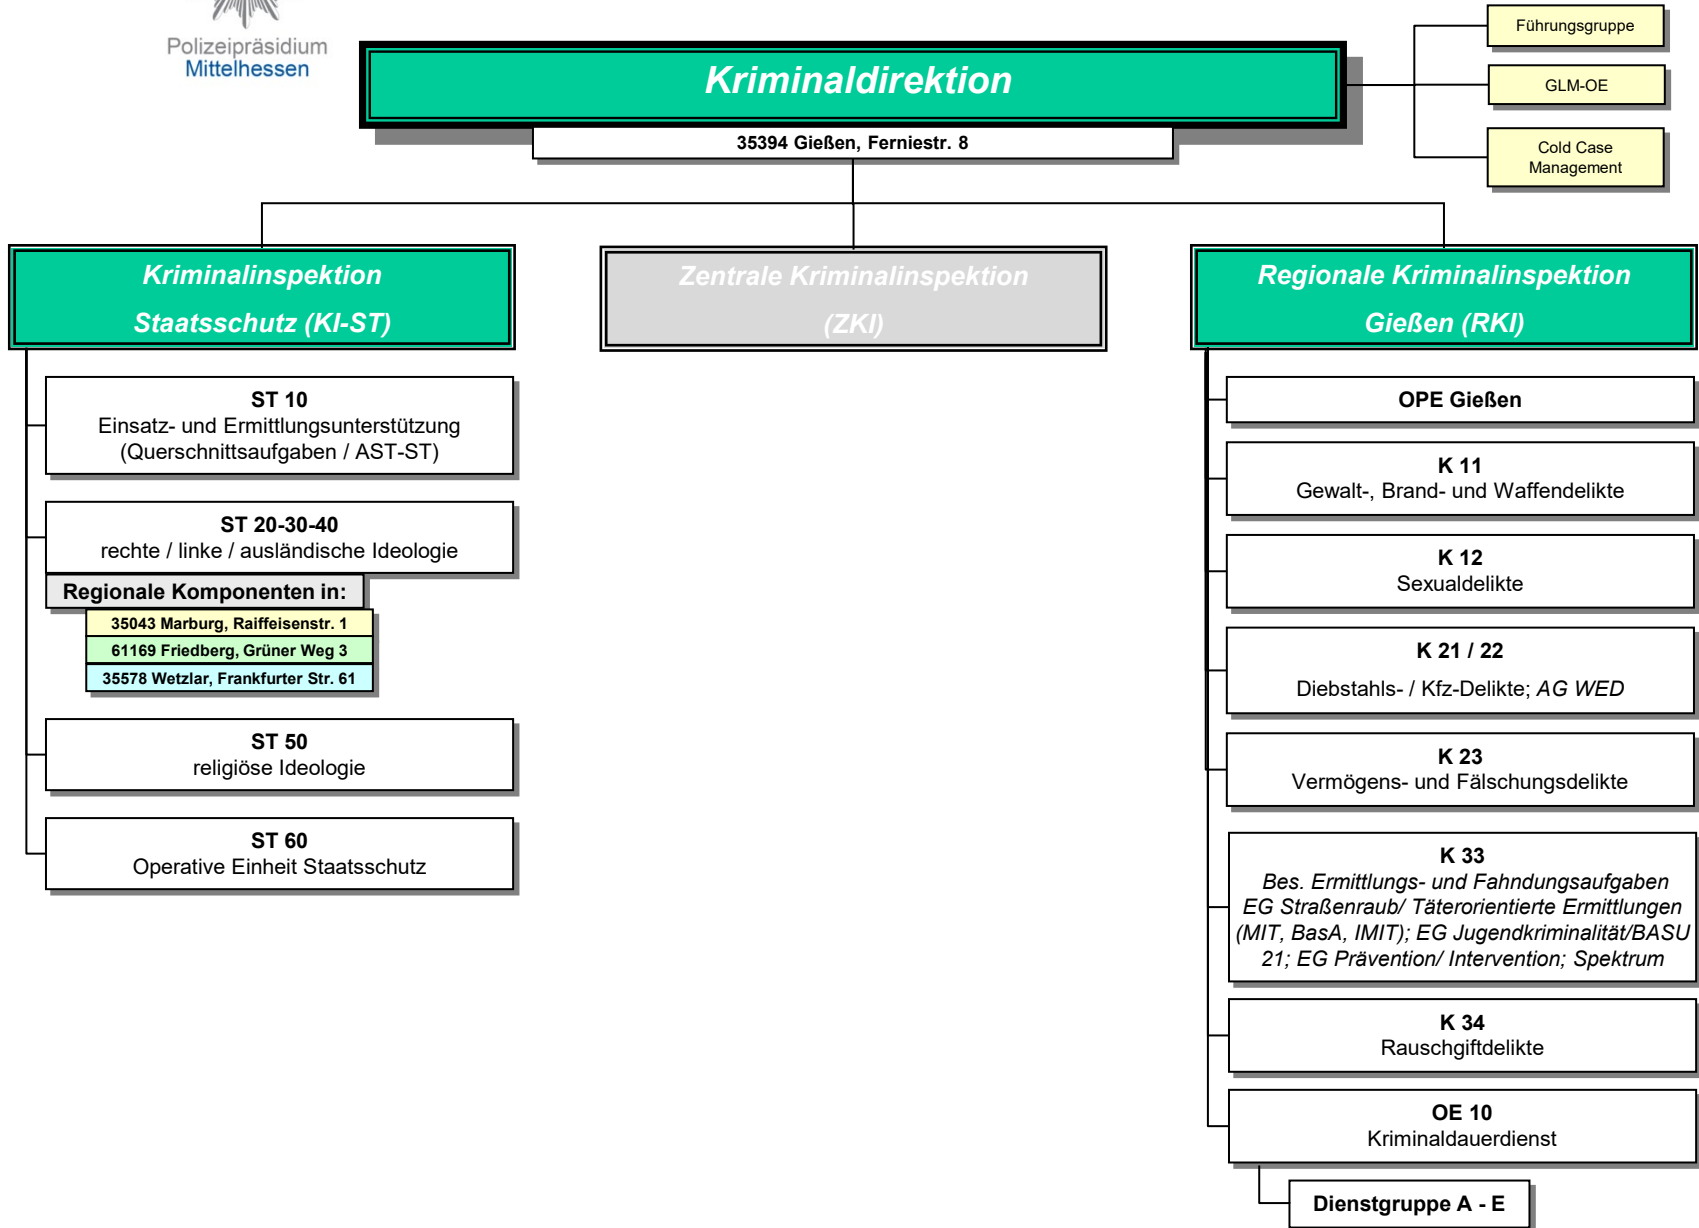 Polizeipräsidium
Mittelhessen
Kriminaldirektion
35394 Gießen, Ferniestr. 8
Führungsgruppe
GLM-OE
Cold Case
Management
Kriminalinspektion
Staatsschutz (KI-ST)
ST 10
Einsatz- und Ermittlungsunterstützung
(Querschnittsaufgaben / AST-ST)
ST 20-30-40
rechte / linke / ausländische Ideologie
Regionale Komponenten in:
35043 Marburg, Raiffeisenstr. 1
61169 Friedberg, Grüner Weg 3
35578 Wetzlar, Frankfurter Str. 61
ST 50
religiöse Ideologie
ST 60
Operative Einheit Staatsschutz
Zentrale Kriminalinspektion
(ZKI)
Regionale Kriminalinspektion
Gießen (RKI)
OPE Gießen
K 11
Gewalt-, Brand- und Waffendelikte
K 12
Sexualdelikte
K 21 / 22
Diebstahls- / Kfz-Delikte; AG WED
K 23
Vermögens- und Fälschungsdelikte
K 33
Bes. Ermittlungs- und Fahndungsaufgaben
EG Straßenraub/ Täterorientierte Ermittlungen
(MIT, BasA, IMIT); EG Jugendkriminalität/BASU
21; EG Prävention/ Intervention; Spektrum
K 34
Rauschgiftdelikte
OE 10
Kriminaldauerdienst
Dienstgruppe A - E